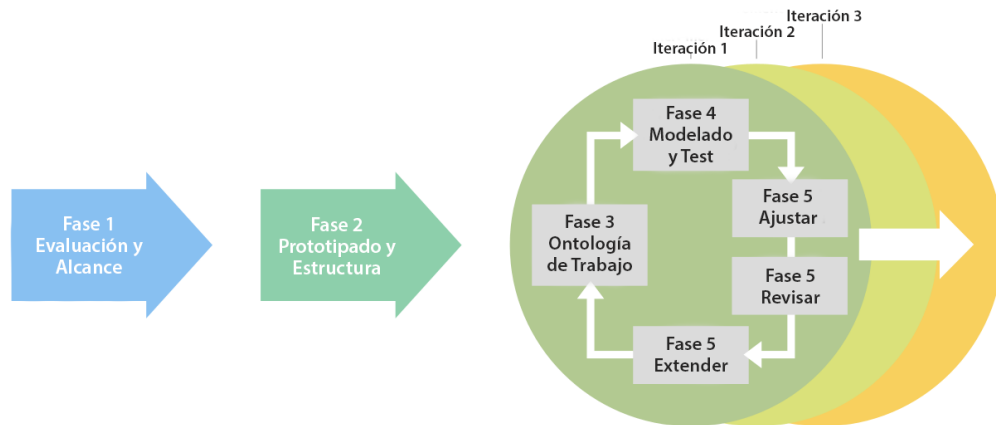 Fase 1
Evaluación y
Alcance
Fase 2
Prototipado y
Estructura
Iteración 1
Iteración 2
Iteración 3
Fase 4
Modelado
y Test
Fase 5
Ajustar
Fase 3
Ontología
de Trabajo
Fase 5
Revisar
Fase 5
Extender